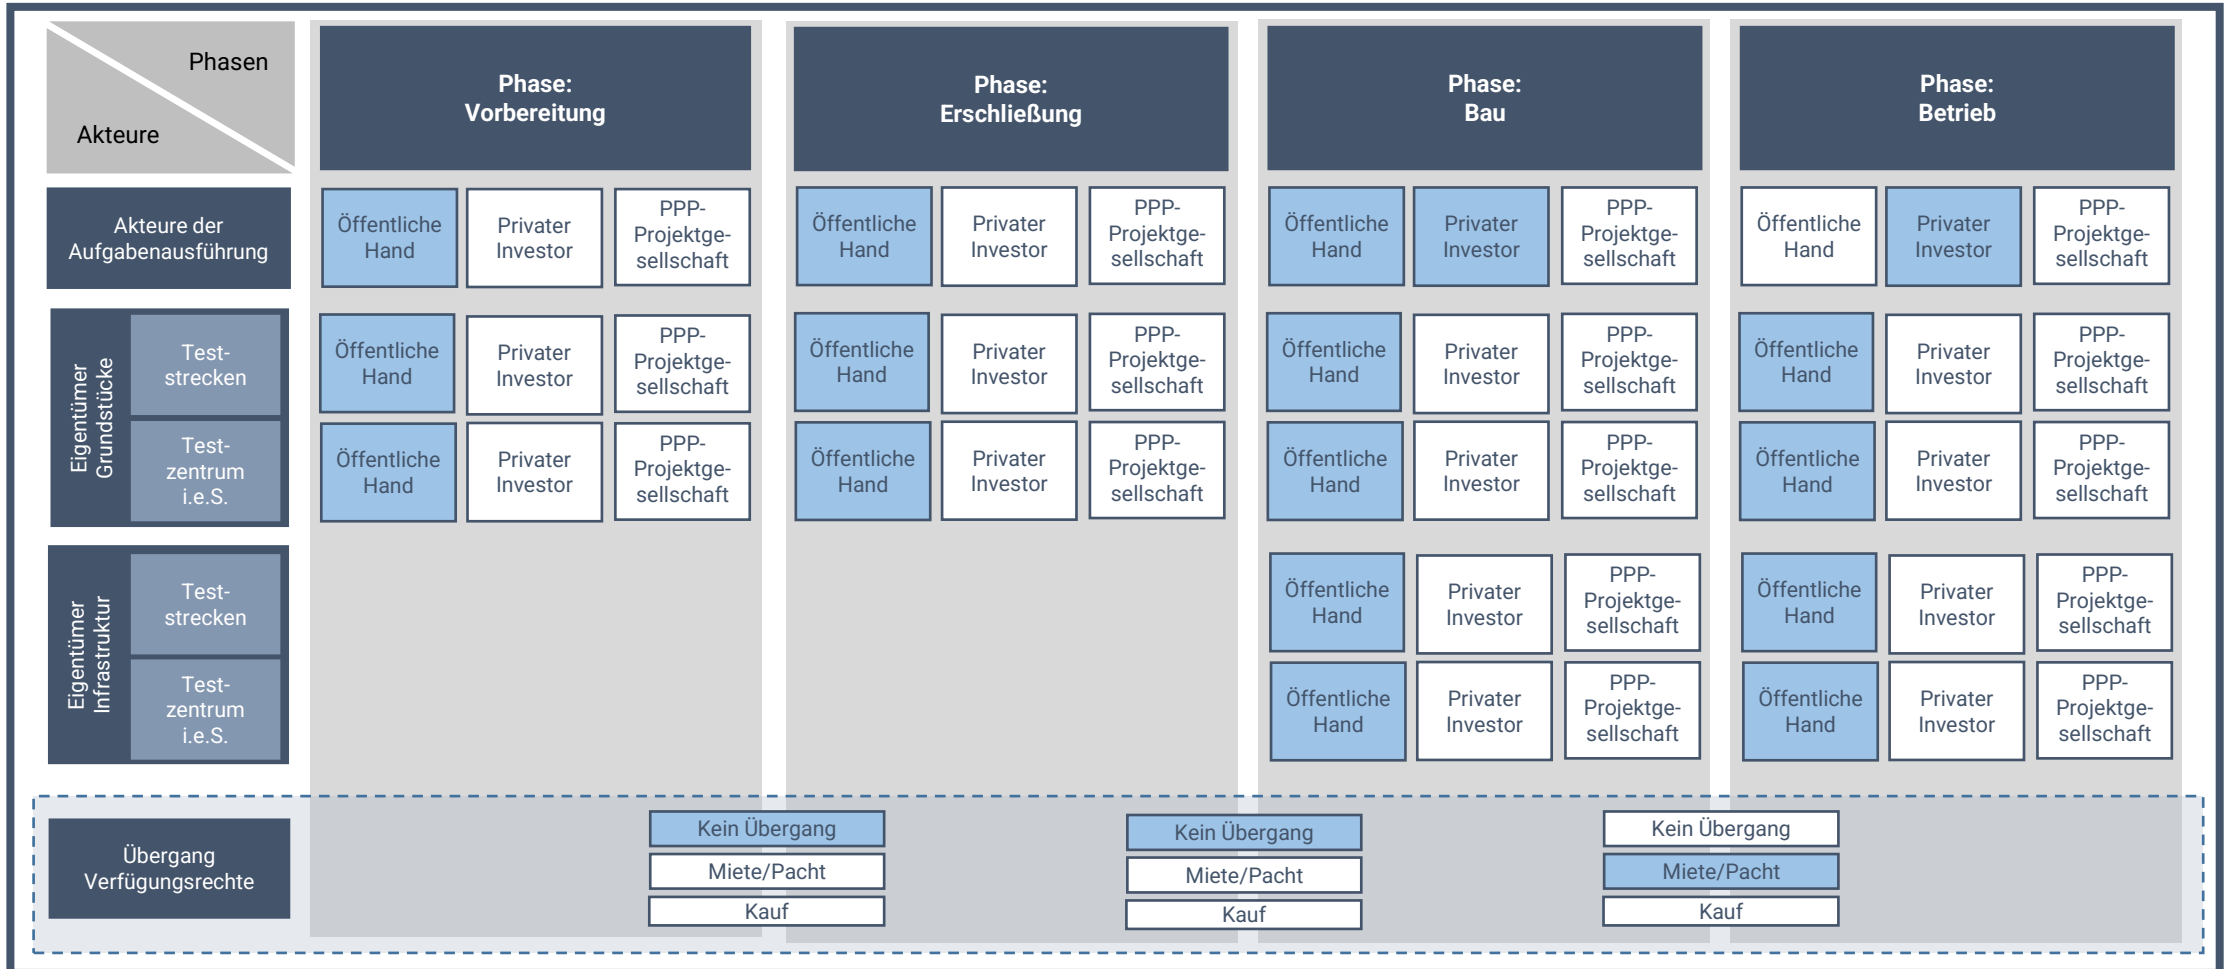 Phasen
Akteure
Phase:
Vorbereitung
Phase:
Erschließung
Phase:
Bau
Phase:
Betrieb
Akteure der
Aufgabenausführung
Öffentliche
Hand
Privater
Investor
PPP-
Projektge-
sellschaft
Öffentliche
Hand
Privater
Investor
PPP-
Projektge-
sellschaft
Öffentliche
Hand
Privater
Investor
PPP-
Projektge-
sellschaft
Öffentliche
Hand
Privater
Investor
PPP-
Projektge-
sellschaft
Eigentümer
Grundstücke
Test-
strecken
Öffentliche
Hand
Privater
Investor
PPP-
Projektge-
sellschaft
Öffentliche
Hand
Privater
Investor
PPP-
Projektge-
sellschaft
Öffentliche
Hand
Privater
Investor
PPP-
Projektge-
sellschaft
Öffentliche
Hand
Privater
Investor
PPP-
Projektge-
sellschaft
Test-
zentrum
i.e.S.
Öffentliche
Hand
Privater
Investor
PPP-
Projektge-
sellschaft
Öffentliche
Hand
Privater
Investor
PPP-
Projektge-
sellschaft
Öffentliche
Hand
Privater
Investor
PPP-
Projektge-
sellschaft
Öffentliche
Hand
Privater
Investor
PPP-
Projektge-
sellschaft
Eigentümer
Infrastruktur
Test-
strecken
Öffentliche
Hand
Privater
Investor
PPP-
Projektge-
sellschaft
Öffentliche
Hand
Privater
Investor
PPP-
Projektge-
sellschaft
Test-
zentrum
i.e.S.
Öffentliche
Hand
Privater
Investor
PPP-
Projektge-
sellschaft
Öffentliche
Hand
Privater
Investor
PPP-
Projektge-
sellschaft
Übergang
Verfügungsrechte
Kein Übergang
Miete/Pacht
Kauf
Kein Übergang
Miete/Pacht
Kauf
Kein Übergang
Miete/Pacht
Kauf